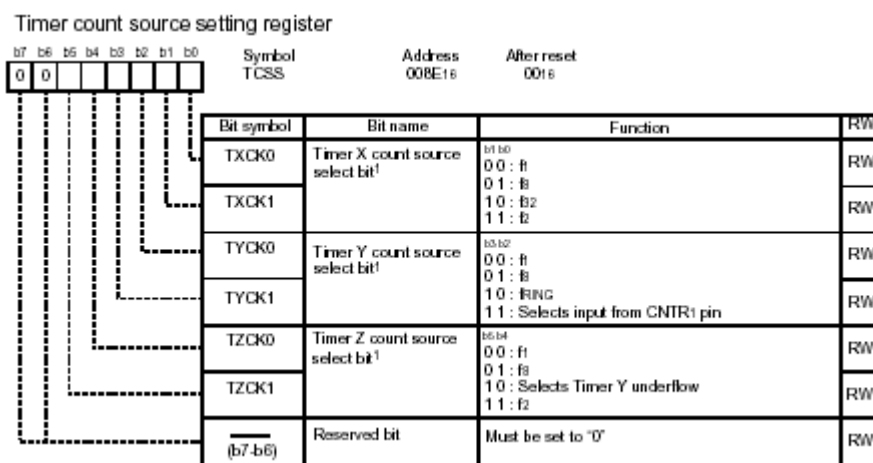 Timer count source setting register
b7 b6 b5 b4 b3 b2 b1 b0
0 0
Symbol Address After reset
TCSS 008E16 0016
Bit symbol Bit name Function RW
TXCK0 Timer X count source select bit1 b1 b0 RW
0 0 : f1
0 1 : f8
TXCK1 1 0 : f32 RW
1 1 : f2
TYCK0 Timer Y count source select bit1 b3 b2 RW
0 0 : f1
0 1 : f8
TYCK1 1 0 : fRING RW
1 1 : Selects input from CNTR1 pin
TZCK0 Timer Z count source select bit1 b5 b4 RW
0 0 : f1
0 1 : f8
TZCK1 1 0 : Selects Timer Y underflow RW
1 1 : f2
(b7-b6) Reserved bit Must be set to "0" RW